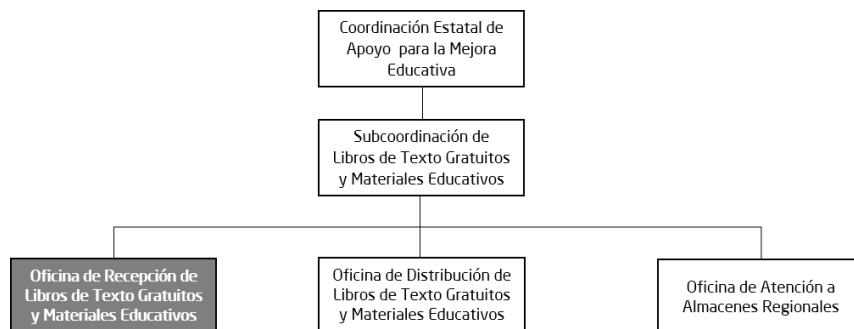 Coordinación Estatal de
Apoyo para la Mejora
Educativa
Subcoordinación de
Libros de Texto Gratuitos
y Materiales Educativos
Oficina de Recepción de
Libros de Texto Gratuitos
y Materiales Educativos
Oficina de Distribución de
Libros de Texto Gratuitos
y Materiales Educativos
Oficina de Atención a
Almacenes Regionales